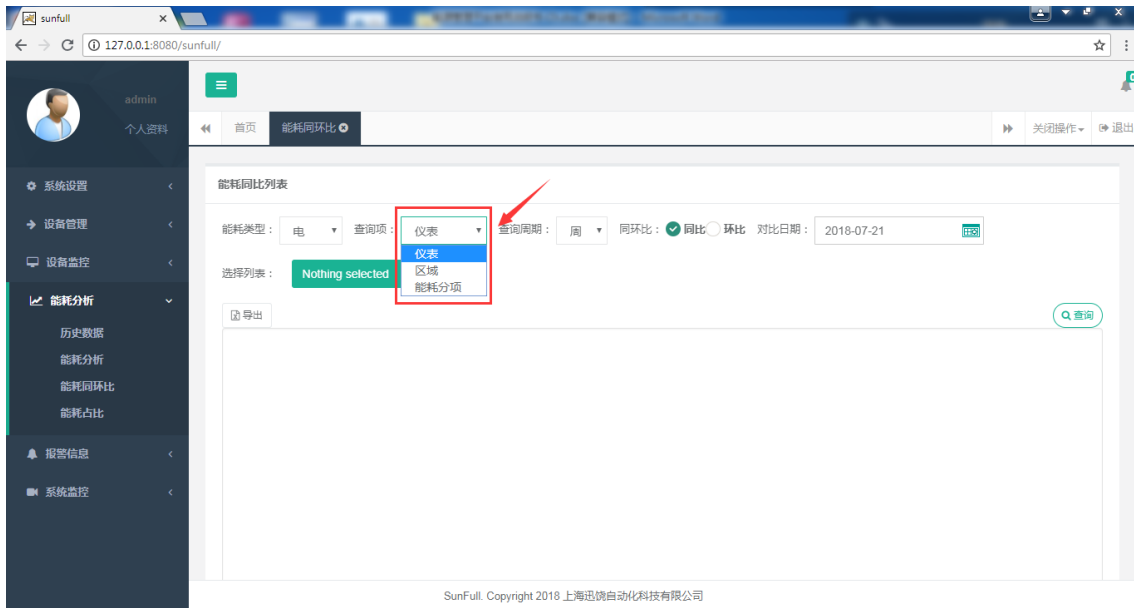 sunfull
127.0.0.1:8080/sunfull/
admin
个人资料
首页
能耗同环比
关闭操作
退出
系统设置
设备管理
设备监控
能耗分析
历史数据
能耗分析
能耗同环比
能耗占比
报警信息
系统监控
能耗同比列表
能耗类型： 电 查询项： 仪表 查询周期： 周 同环比： 同比 环比 对比日期： 2018-07-21
仪表
区域
能耗分项
选择列表： Nothing selected
导出
查询
SunFull. Copyright 2018 上海迅饶自动化科技有限公司